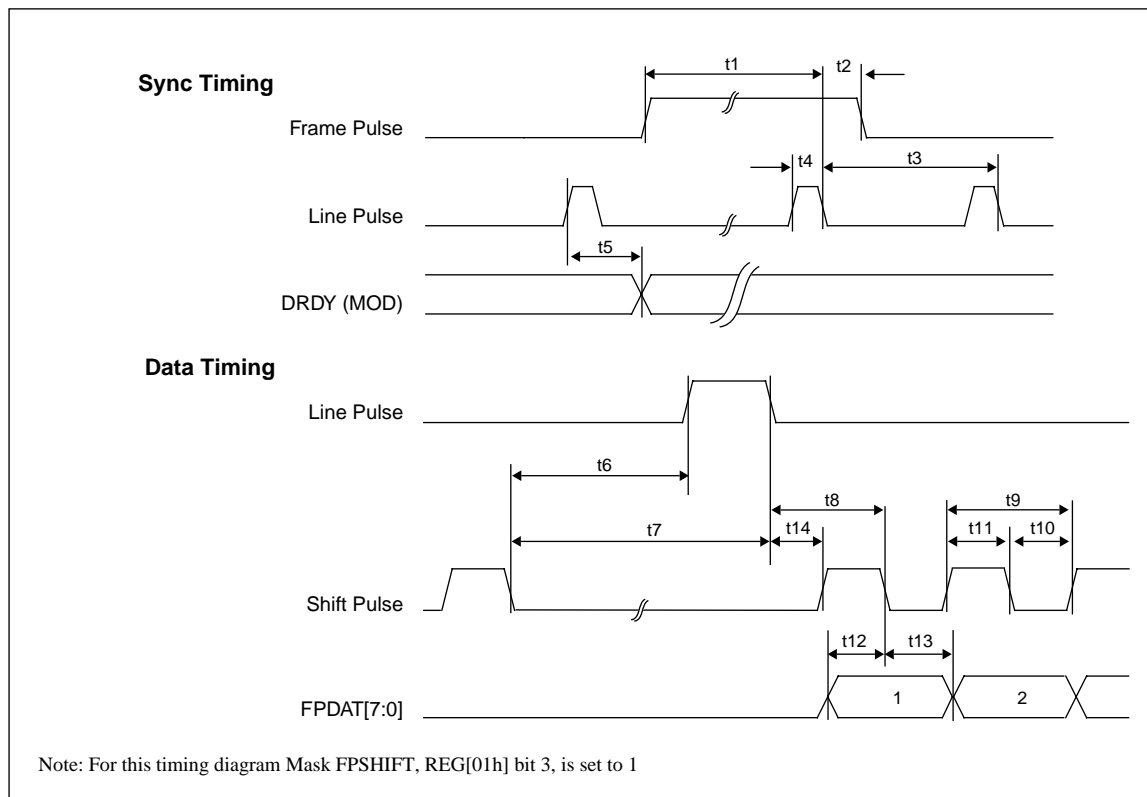 Sync Timing
t1
t2
Frame Pulse
t4
t3
Line Pulse
t5
DRDY (MOD)
Data Timing
Line Pulse
t6
t8
t9
t7
t14
t11
t10
Shift Pulse
t12
t13
FPDAT[7:0]
1
2
Note: For this timing diagram Mask FPSHIFT, REG[01h] bit 3, is set to 1